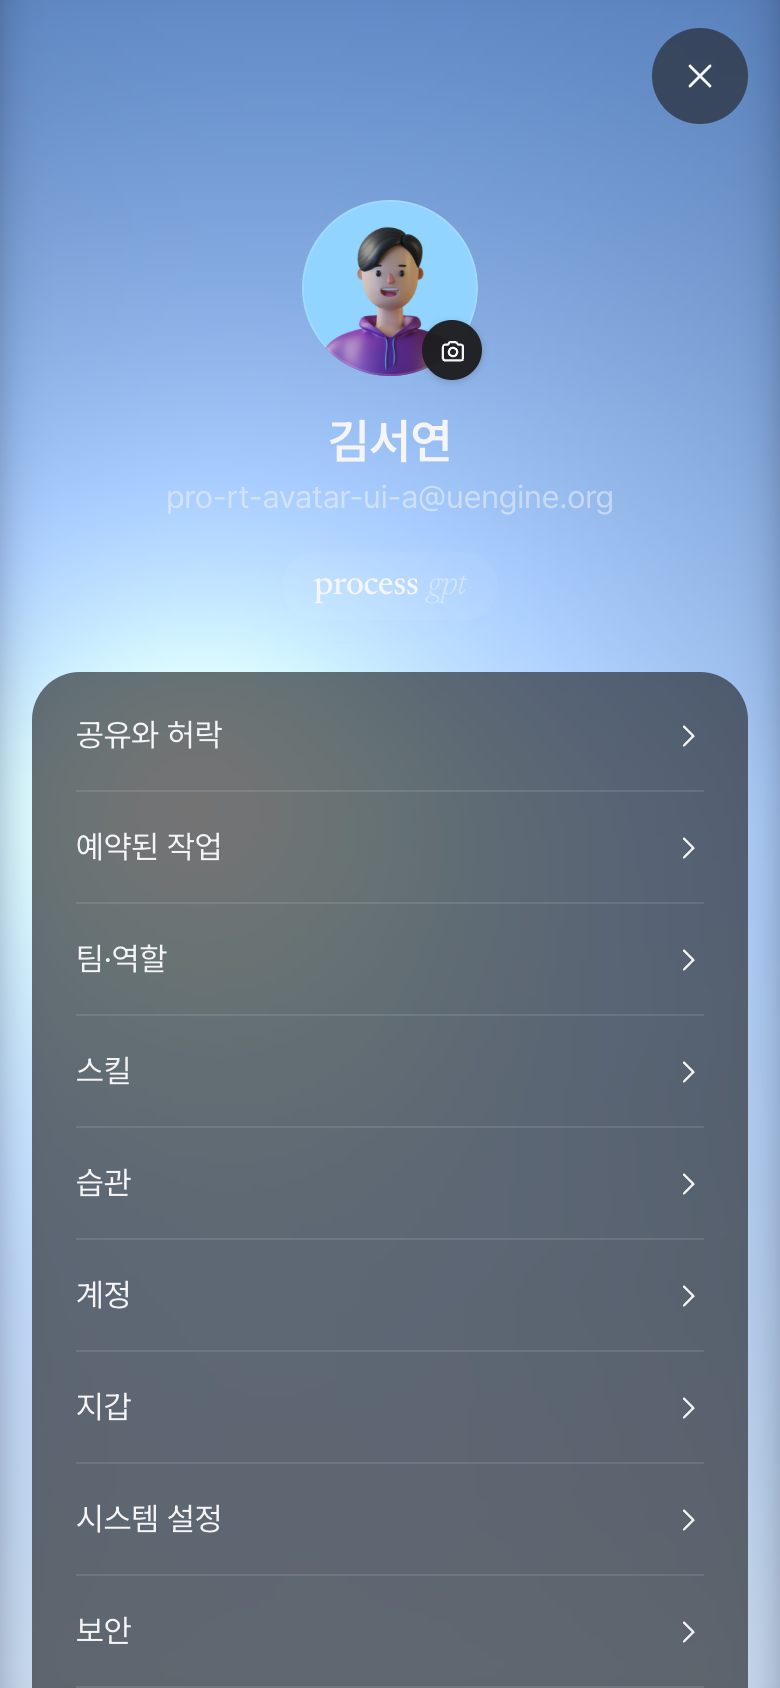 김서연
pro-rt-avatar-ui-a@uengine.org
process gpt
공유와 허락
예약된 작업
팀·역할
스킬
습관
계정
지갑
시스템 설정
보안